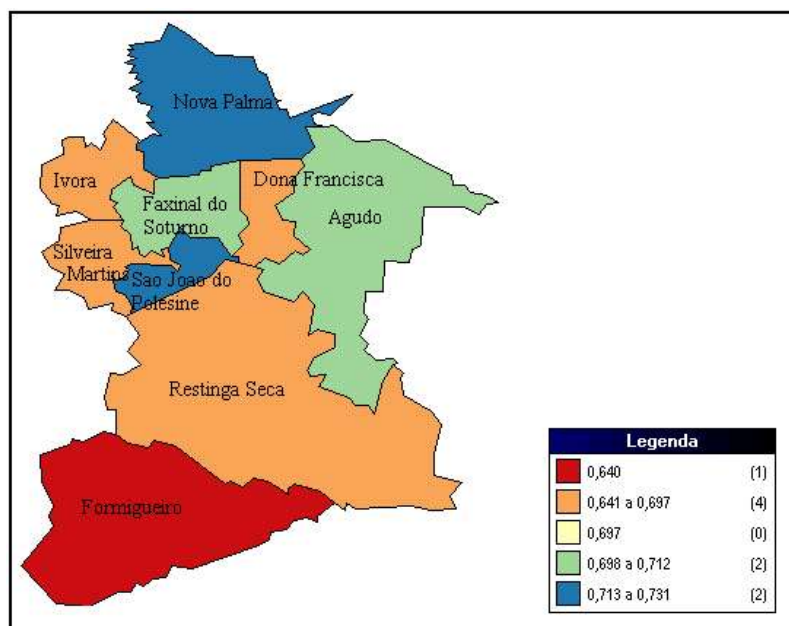 Nova Palma
Ivora
Dona Francisca
Faxinal do
Soturno
Agudo
Silveira
Martins
Sao Joao do
Polesine
Restinga Seca
Formigueiro
Legenda
0,640 (1)
0,641 a 0,697 (4)
0,697 (0)
0,698 a 0,712 (2)
0,713 a 0,731 (2)